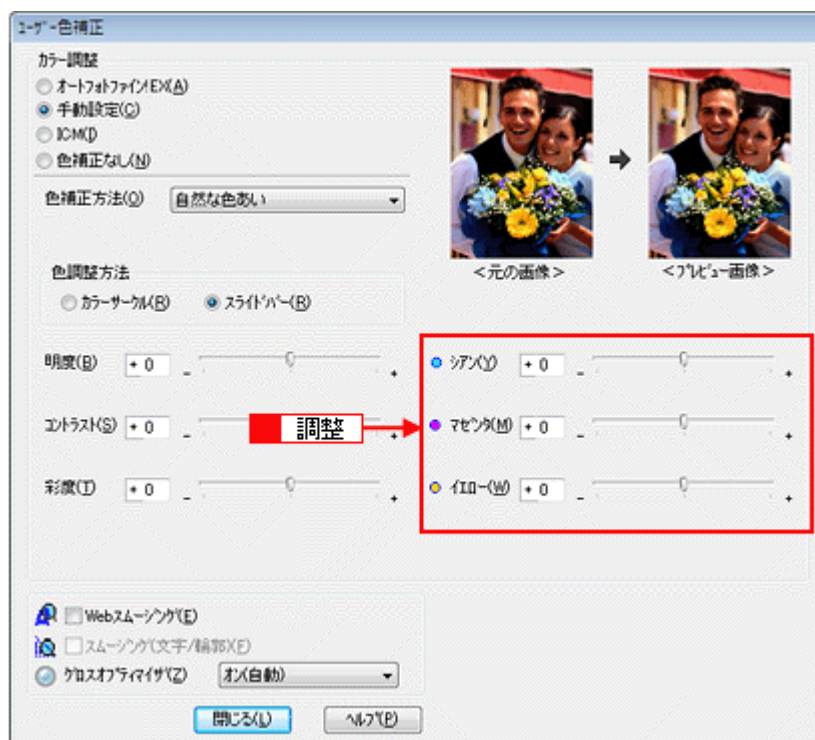 ユーザー色補正
カラー調整
オートフォトファイン!EX(A)
手動設定(C)
ICM(I)
色補正なし(N)
色補正方法(O) 自然な色あい
<元の画像>
<プレビュー画像>
色調整方法
カラーサークル(R)
スライドバー(R)
明度(B) +0 - +
シアン(Y) +0 - +
コントラスト(S) +0 - +
調整
マゼンタ(M) +0 - +
彩度(T) +0 - +
イエロー(W) +0 - +
Webスムージング(E)
スムージング(文字/輪郭)(F)
グロスオプティマイザ(Z) オン(自動)
閉じる(L)
ヘルプ(P)